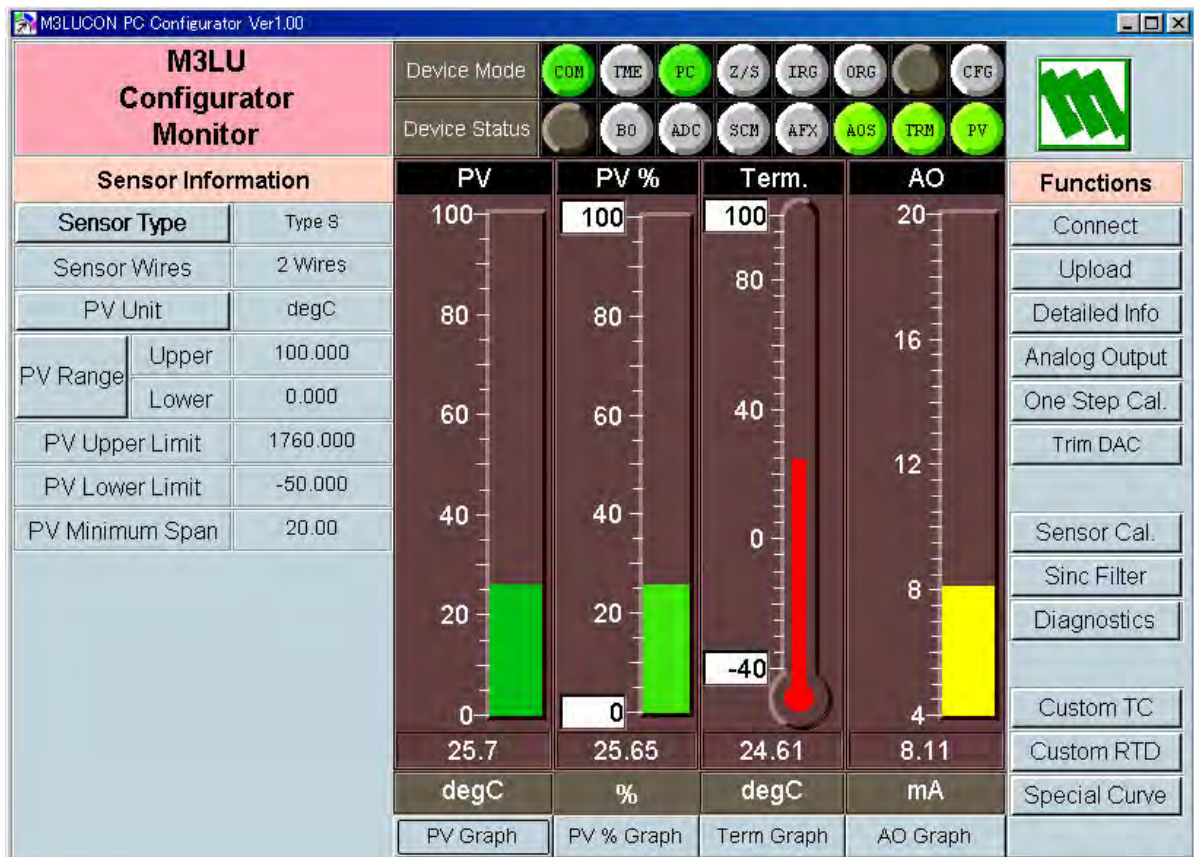 M3LUCON PC Configurator Ver1.00
M3LU
Configurator
Monitor
Device Mode COM TME PC Z/S IRG ORG CFG
Device Status BO ADC SCM AFX AOS TRM PV
Sensor Information
Sensor Type Type S
Sensor Wires 2 Wires
PV Unit degC
PV Range Upper 100.000
Lower 0.000
PV Upper Limit 1760.000
PV Lower Limit -50.000
PV Minimum Span 20.00
PV
100
80
60
40
20
0
25.7
degC
PV Graph
PV %
100
80
60
40
20
0
25.65
%
PV % Graph
Term.
100
80
40
0
-40
24.61
degC
Term Graph
AO
20
16
12
8
4
8.11
mA
AO Graph
Functions
Connect
Upload
Detailed Info
Analog Output
One Step Cal.
Trim DAC
Sensor Cal.
Sinc Filter
Diagnostics
Custom TC
Custom RTD
Special Curve